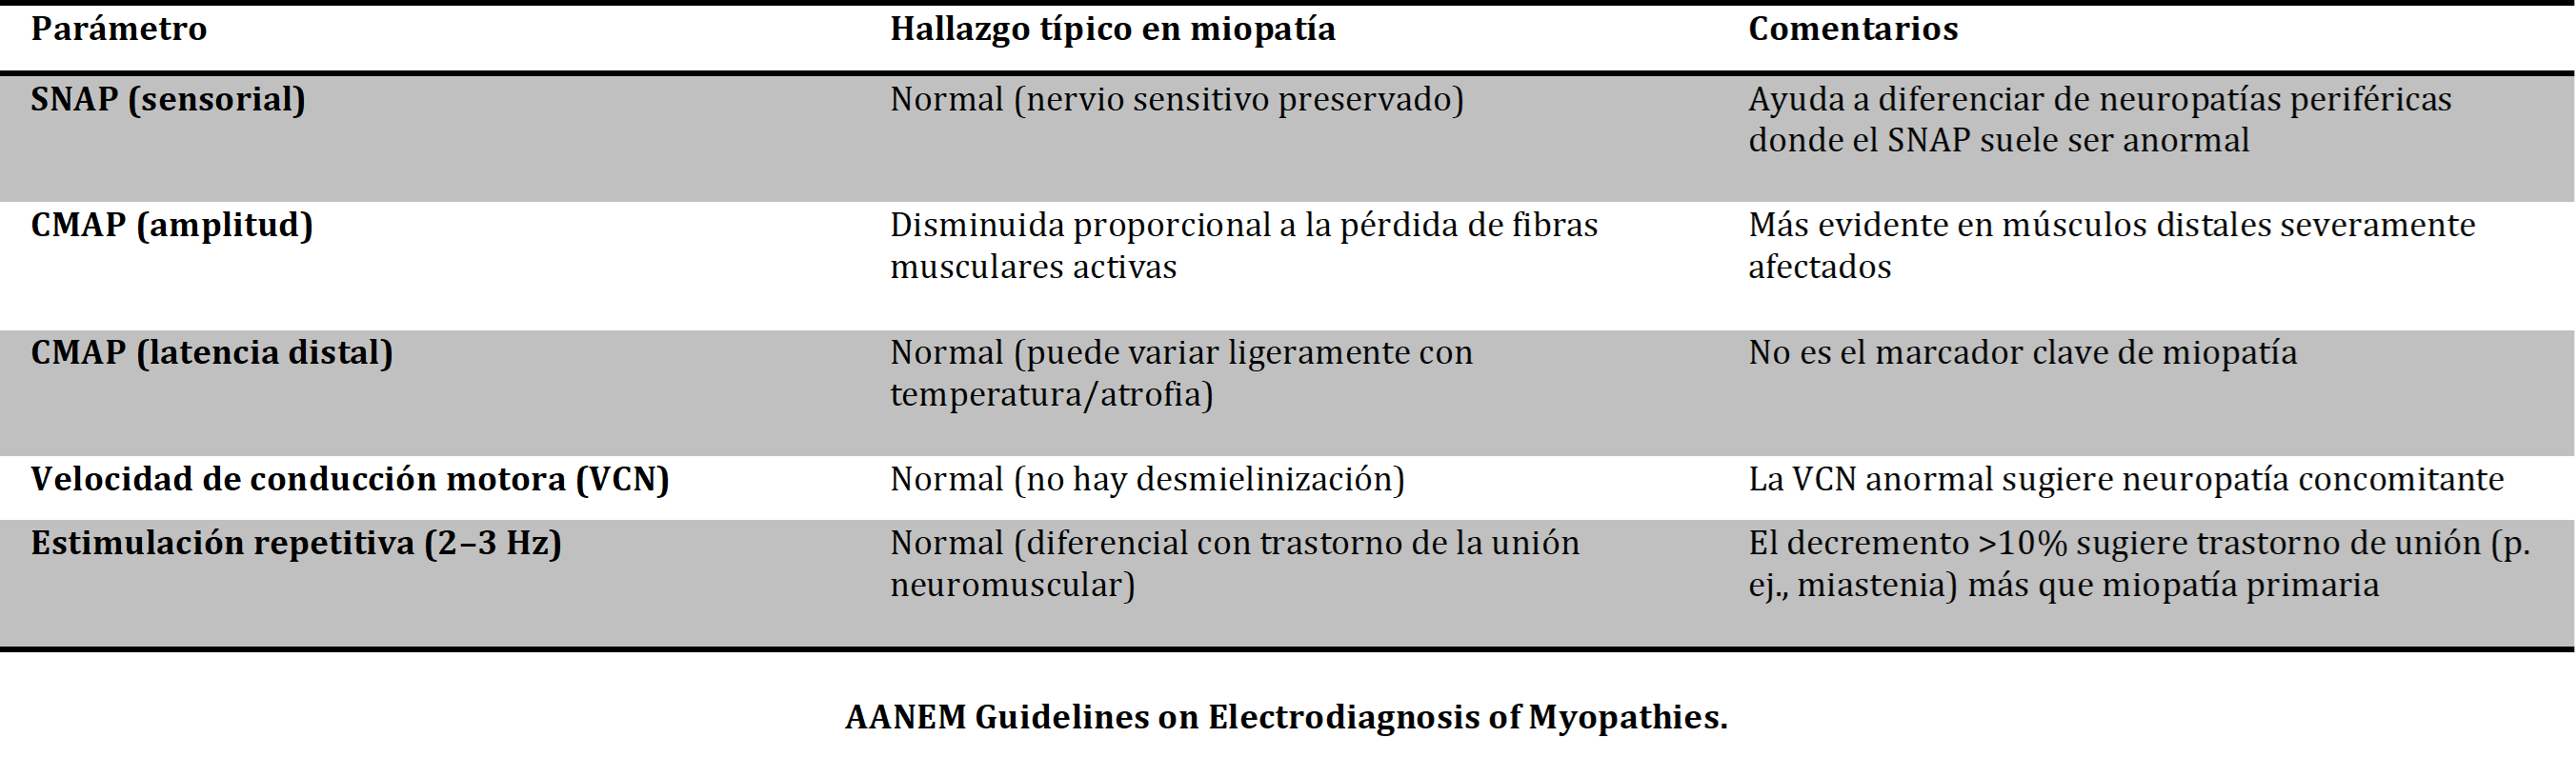 Parámetro Hallazgo típico en miopatía Comentarios
SNAP (sensorial) Normal (nervio sensitivo preservado) Ayuda a diferenciar de neuropatías periféricas
donde el SNAP suele ser anormal
CMAP (amplitud) Disminuida proporcional a la pérdida de fibras Más evidente en músculos distales severamente
musculares activas afectados
CMAP (latencia distal) Normal (puede variar ligeramente con No es el marcador clave de miopatía
temperatura/atrofia)
Velocidad de conducción motora (VCN) Normal (no hay desmielinización) La VCN anormal sugiere neuropatía concomitante
Estimulación repetitiva (2–3 Hz) Normal (diferencial con trastorno de la unión El decremento >10% sugiere trastorno de unión (p.
neuromuscular) ej., miastenia) más que miopatía primaria
AANEM Guidelines on Electrodiagnosis of Myopathies.